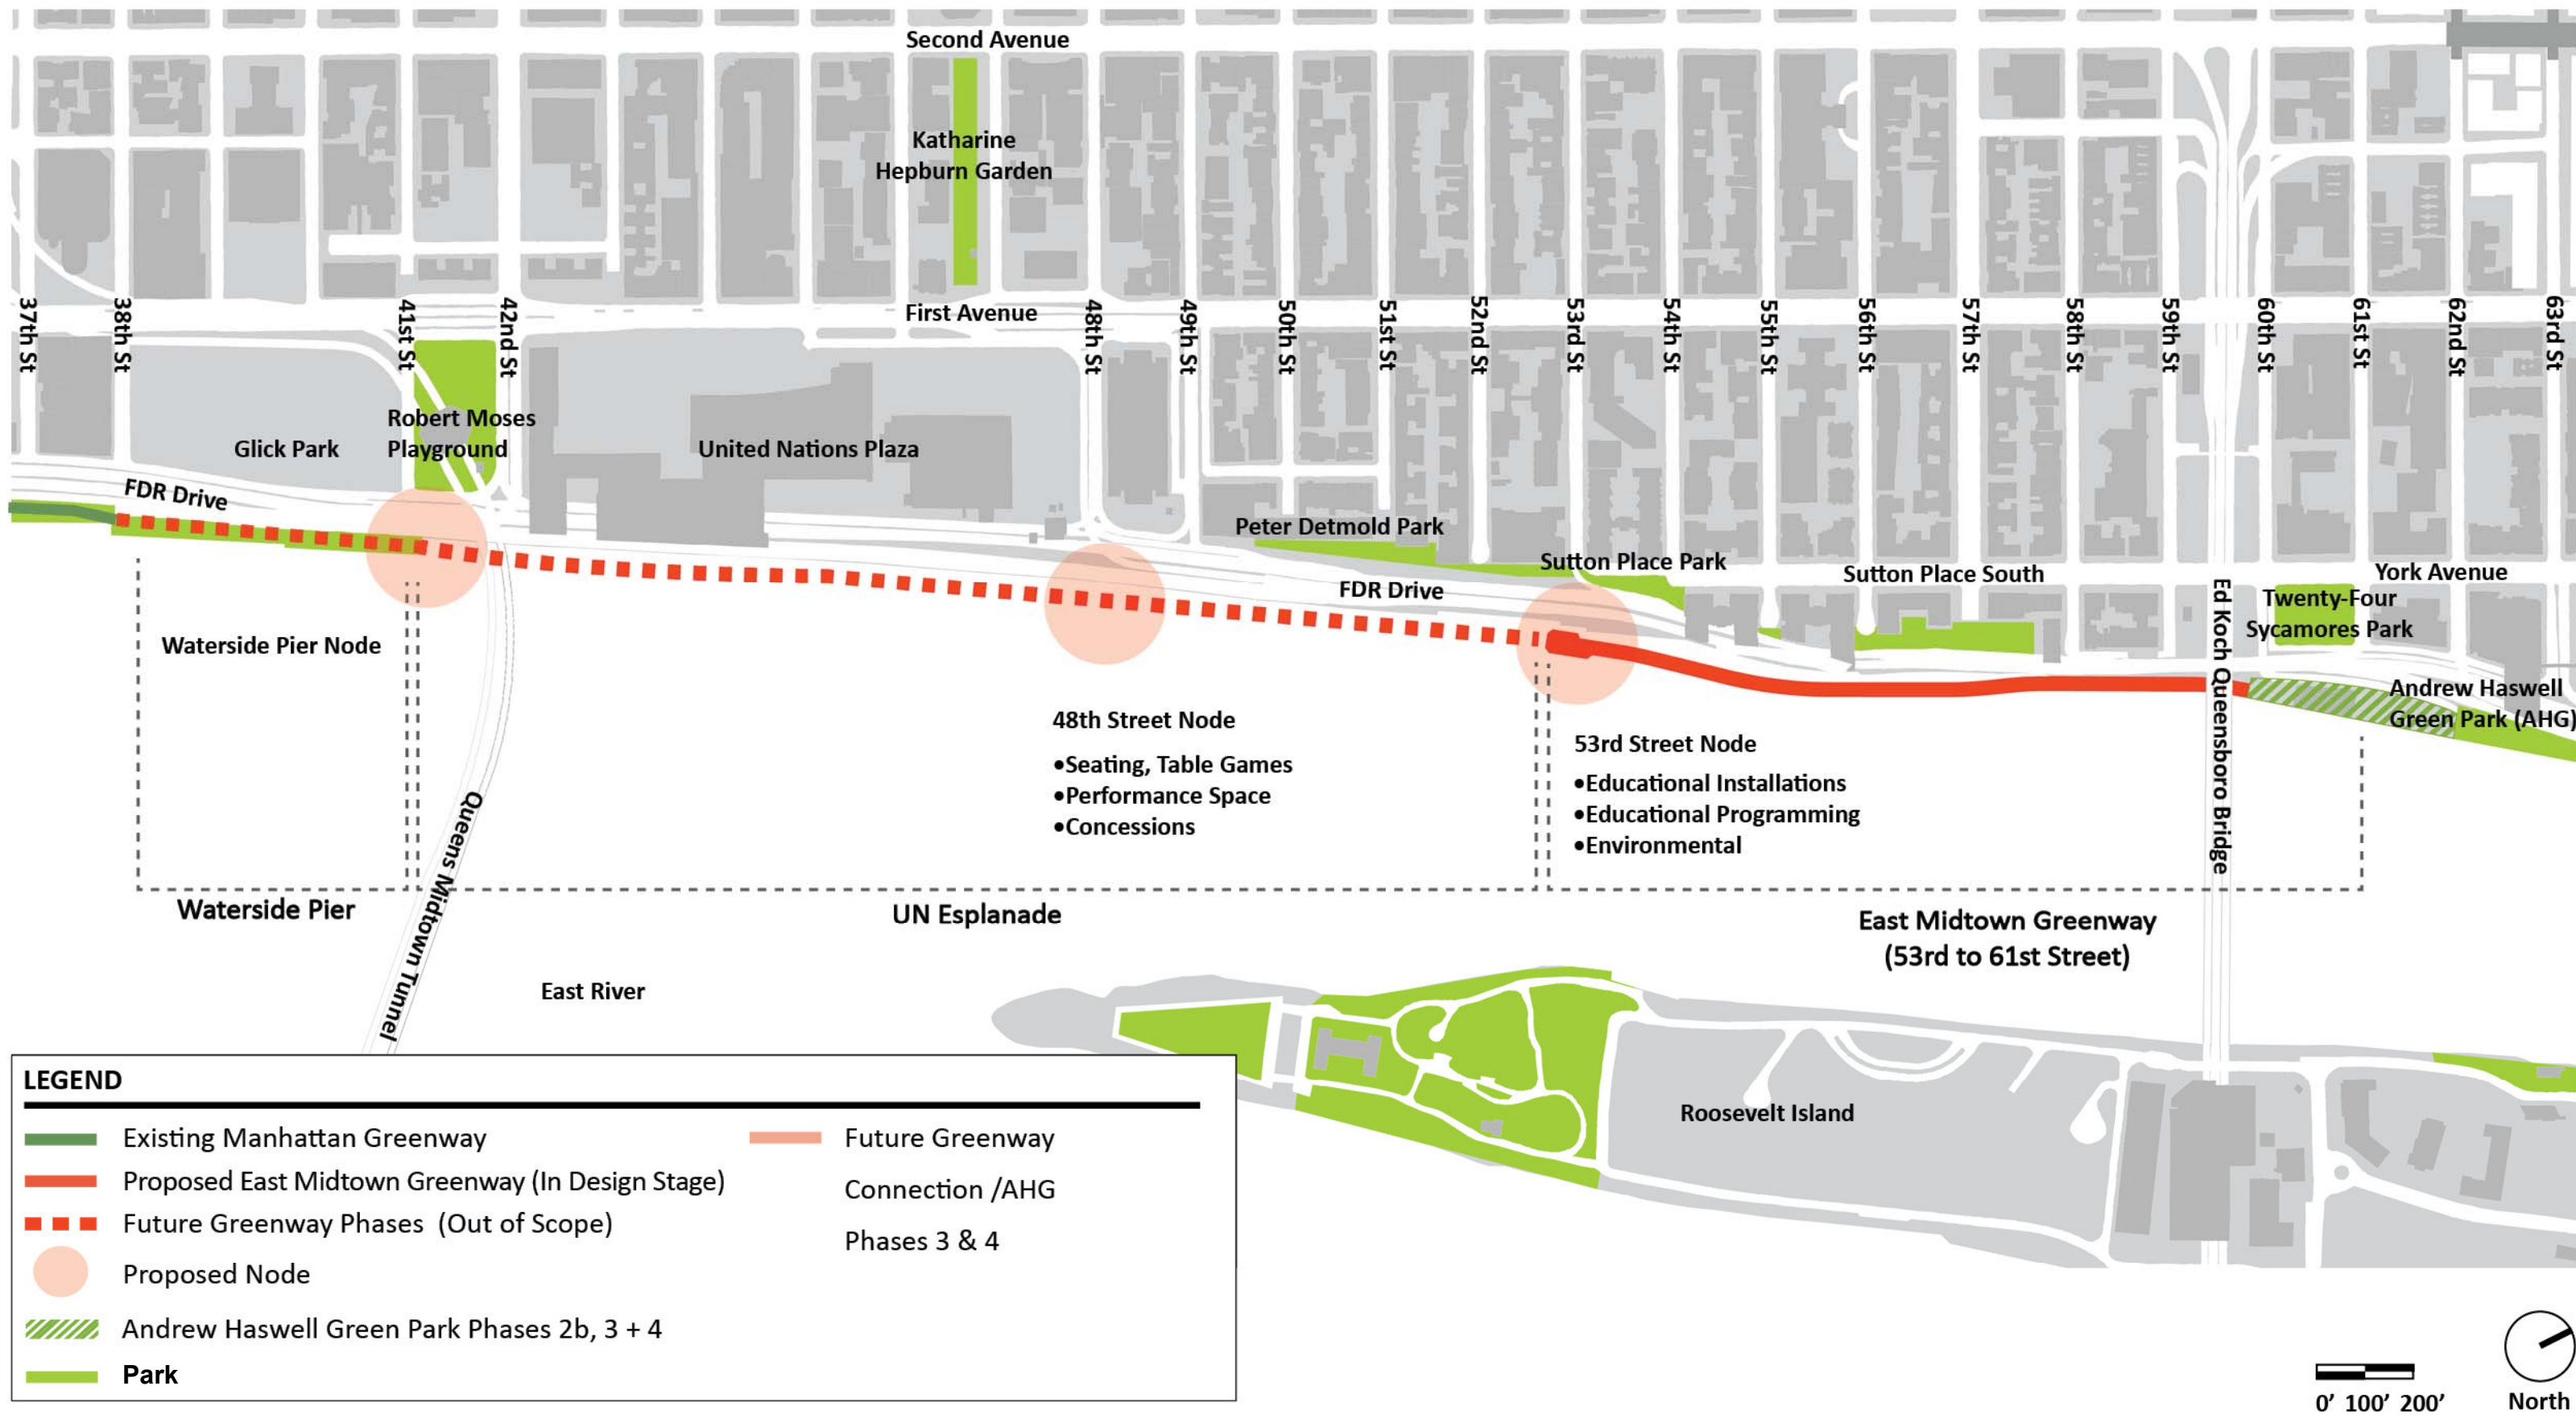 Second Avenue
Katharine
Hepburn Garden
First Avenue
37th St
38th St
41st St
42nd St
48th St
49th St
50th St
51st St
52nd St
53rd St
54th St
55th St
56th St
57th St
58th St
59th St
60th St
61st St
62nd St
63rd St
Glick Park
Robert Moses
Playground
United Nations Plaza
FDR Drive
Peter Detmold Park
FDR Drive
Sutton Place Park
Sutton Place South
York Avenue
Twenty-Four
Sycamores Park
Andrew Haswell
Green Park (AHG)
Ed Koch Queensboro Bridge
Waterside Pier Node
48th Street Node
•Seating, Table Games
•Performance Space
•Concessions
53rd Street Node
•Educational Installations
•Educational Programming
•Environmental
Queens Midtown Tunnel
Waterside Pier
UN Esplanade
East Midtown Greenway
(53rd to 61st Street)
East River
Roosevelt Island
LEGEND
Existing Manhattan Greenway
Proposed East Midtown Greenway (In Design Stage)
Future Greenway Phases (Out of Scope)
Proposed Node
Andrew Haswell Green Park Phases 2b, 3 + 4
Park
Future Greenway
Connection /AHG
Phases 3 & 4
0’ 100’ 200’
North